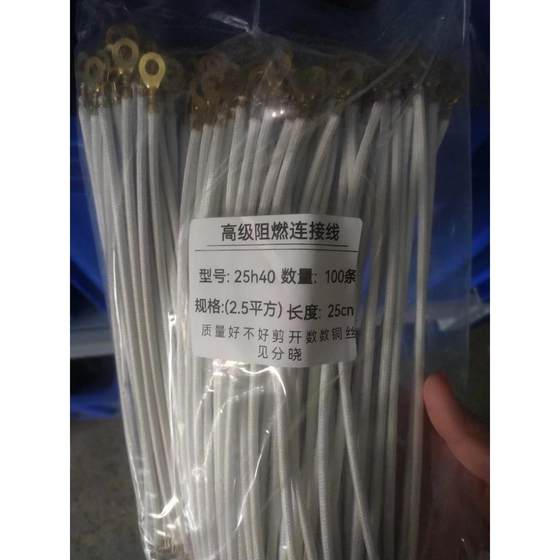 高级阻燃连接线
型号: 25h40 数量: 100条
规格:(2.5平方) 长度: 25cm
质量好不好剪开数数铜丝
见分晓